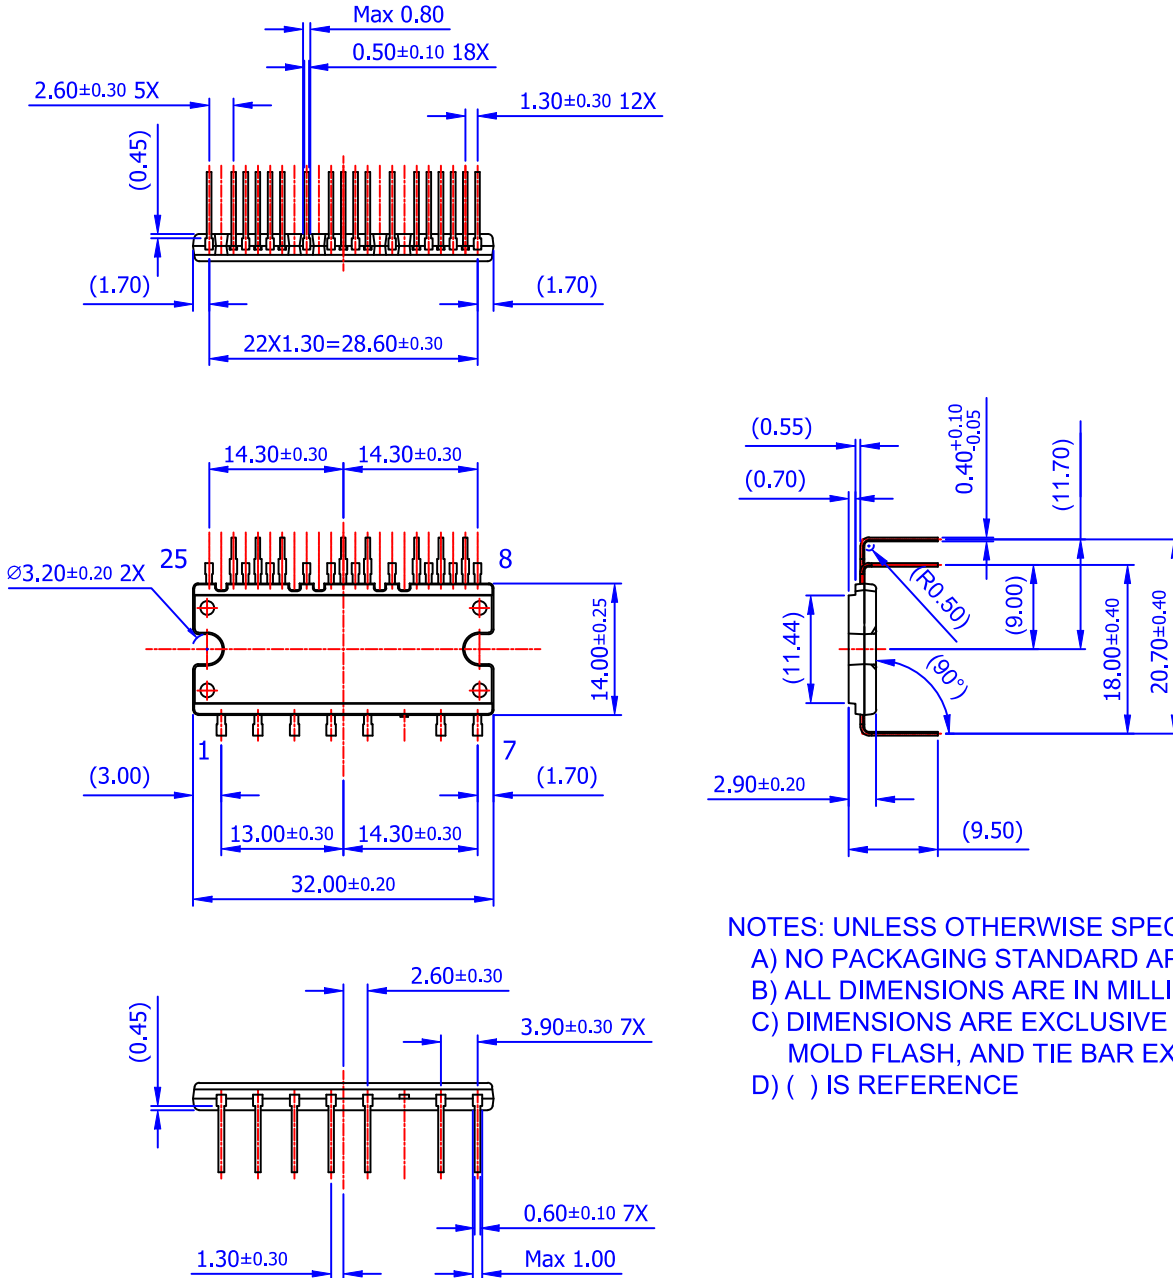 Max 0.80
0.50±0.10 18X
2.60±0.30 5X
1.30±0.30 12X
(0.45)
(1.70)
(1.70)
22X1.30=28.60±0.30
14.30±0.30
14.30±0.30
25
8
Ø3.20±0.20 2X
14.00±0.25
1
7
(3.00)
(1.70)
13.00±0.30
14.30±0.30
32.00±0.20
(0.55)
(0.70)
0.40+0.10
-0.05
(11.70)
(R0.50)
(9.00)
(11.44)
(90°)
18.00±0.40
20.70±0.40
2.90±0.20
(9.50)
NOTES: UNLESS OTHERWISE SPEC
A) NO PACKAGING STANDARD AP
B) ALL DIMENSIONS ARE IN MILLI
C) DIMENSIONS ARE EXCLUSIVE
MOLD FLASH, AND TIE BAR EX
D) ( ) IS REFERENCE
2.60±0.30
(0.45)
3.90±0.30 7X
0.60±0.10 7X
1.30±0.30
Max 1.00